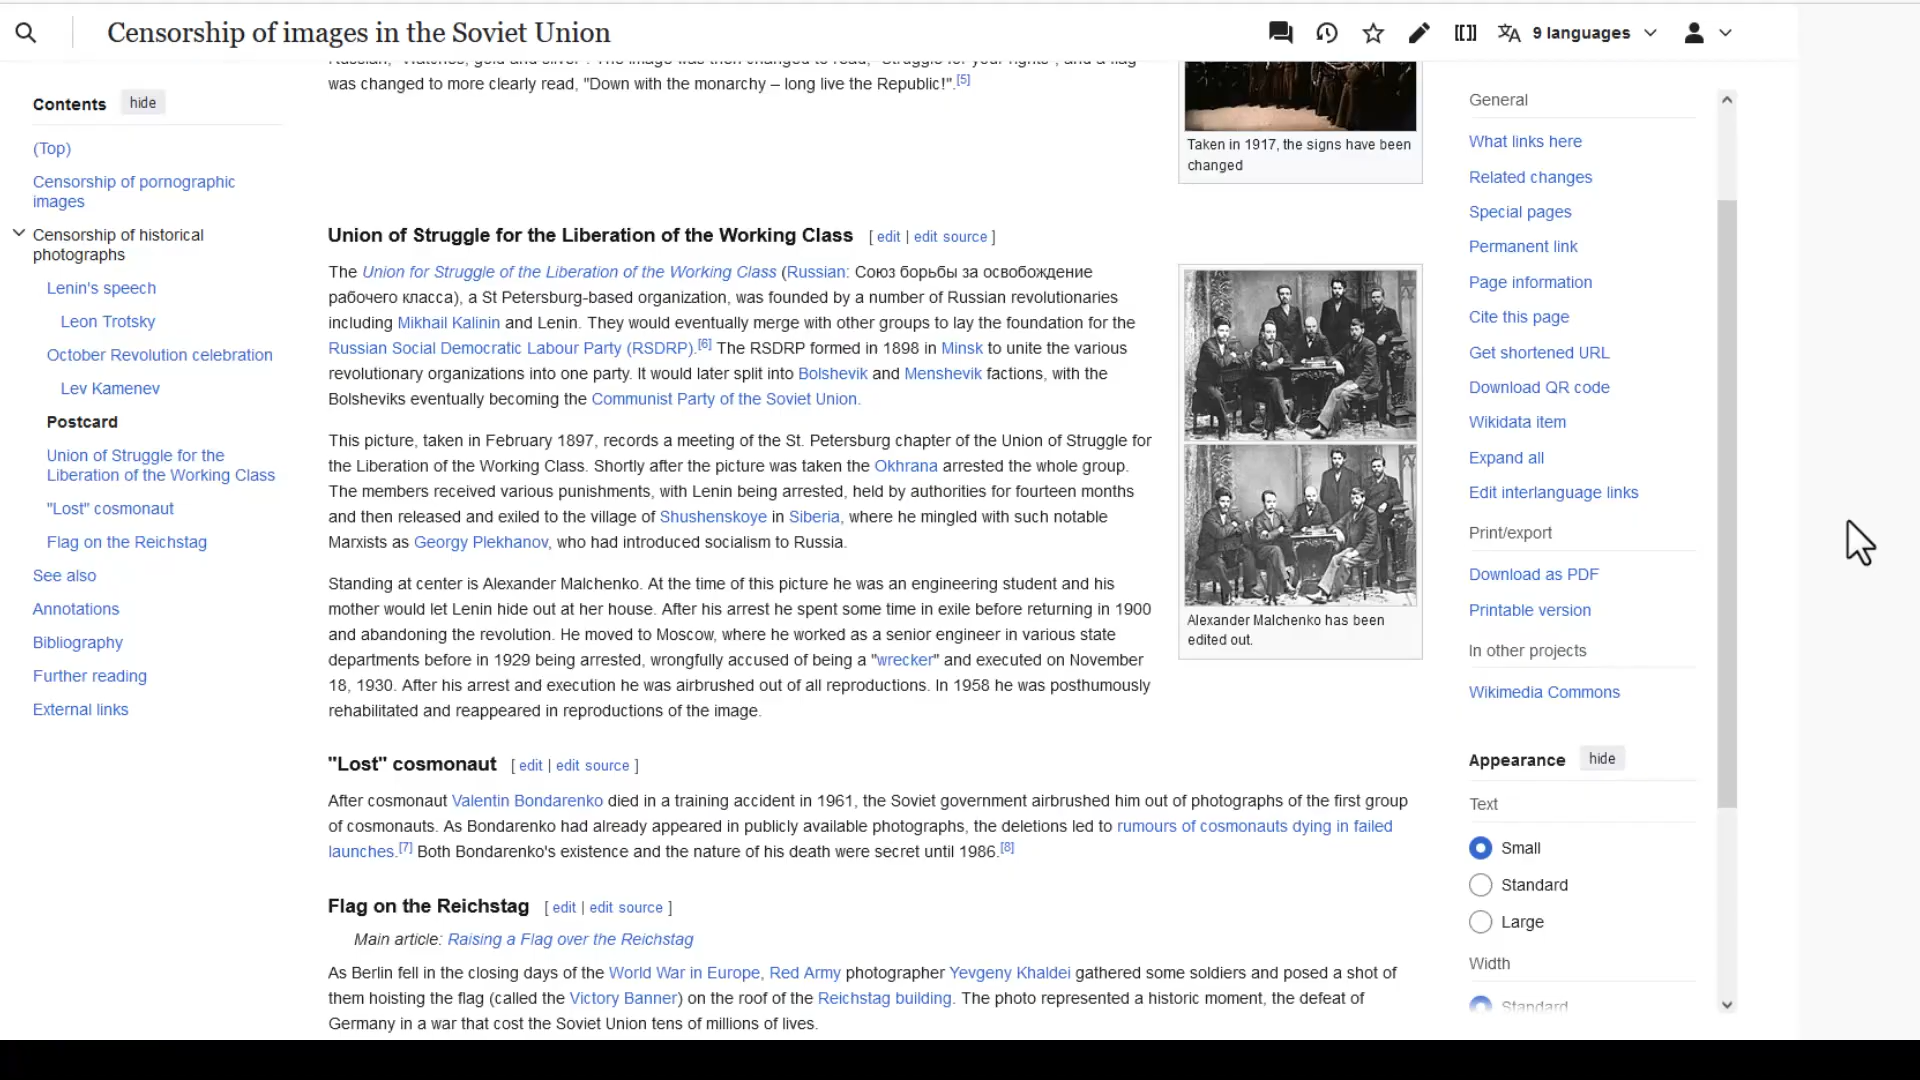 Censorship of images in the Soviet Union
9 languages
Contents hide
(Top)
Censorship of pornographic
images
Censorship of historical
photographs
Lenin's speech
Leon Trotsky
October Revolution celebration
Lev Kamenev
Postcard
Union of Struggle for the
Liberation of the Working Class
"Lost" cosmonaut
Flag on the Reichstag
See also
Annotations
Bibliography
Further reading
External links
was changed to more clearly read, "Down with the monarchy – long live the Republic!".[5]
Taken in 1917, the signs have been
changed
Union of Struggle for the Liberation of the Working Class [ edit | edit source ]
The Union for Struggle of the Liberation of the Working Class (Russian: Союз борьбы за освобождение
рабочего класса), a St Petersburg-based organization, was founded by a number of Russian revolutionaries
including Mikhail Kalinin and Lenin. They would eventually merge with other groups to lay the foundation for the
Russian Social Democratic Labour Party (RSDRP).[6] The RSDRP formed in 1898 in Minsk to unite the various
revolutionary organizations into one party. It would later split into Bolshevik and Menshevik factions, with the
Bolsheviks eventually becoming the Communist Party of the Soviet Union.
This picture, taken in February 1897, records a meeting of the St. Petersburg chapter of the Union of Struggle for
the Liberation of the Working Class. Shortly after the picture was taken the Okhrana arrested the whole group.
The members received various punishments, with Lenin being arrested, held by authorities for fourteen months
and then released and exiled to the village of Shushenskoye in Siberia, where he mingled with such notable
Marxists as Georgy Plekhanov, who had introduced socialism to Russia.
Standing at center is Alexander Malchenko. At the time of this picture he was an engineering student and his
mother would let Lenin hide out at her house. After his arrest he spent some time in exile before returning in 1900
and abandoning the revolution. He moved to Moscow, where he worked as a senior engineer in various state
departments before in 1929 being arrested, wrongfully accused of being a "wrecker" and executed on November
18, 1930. After his arrest and execution he was airbrushed out of all reproductions. In 1958 he was posthumously
rehabilitated and reappeared in reproductions of the image.
Alexander Malchenko has been
edited out.
"Lost" cosmonaut [ edit | edit source ]
After cosmonaut Valentin Bondarenko died in a training accident in 1961, the Soviet government airbrushed him out of photographs of the first group
of cosmonauts. As Bondarenko had already appeared in publicly available photographs, the deletions led to rumours of cosmonauts dying in failed
launches.[7] Both Bondarenko's existence and the nature of his death were secret until 1986.[8]
Flag on the Reichstag [ edit | edit source ]
Main article: Raising a Flag over the Reichstag
As Berlin fell in the closing days of the World War in Europe, Red Army photographer Yevgeny Khaldei gathered some soldiers and posed a shot of
them hoisting the flag (called the Victory Banner) on the roof of the Reichstag building. The photo represented a historic moment, the defeat of
Germany in a war that cost the Soviet Union tens of millions of lives.
General
What links here
Related changes
Special pages
Permanent link
Page information
Cite this page
Get shortened URL
Download QR code
Wikidata item
Expand all
Edit interlanguage links
Print/export
Download as PDF
Printable version
In other projects
Wikimedia Commons
Appearance hide
Text
Small
Standard
Large
Width
Standard